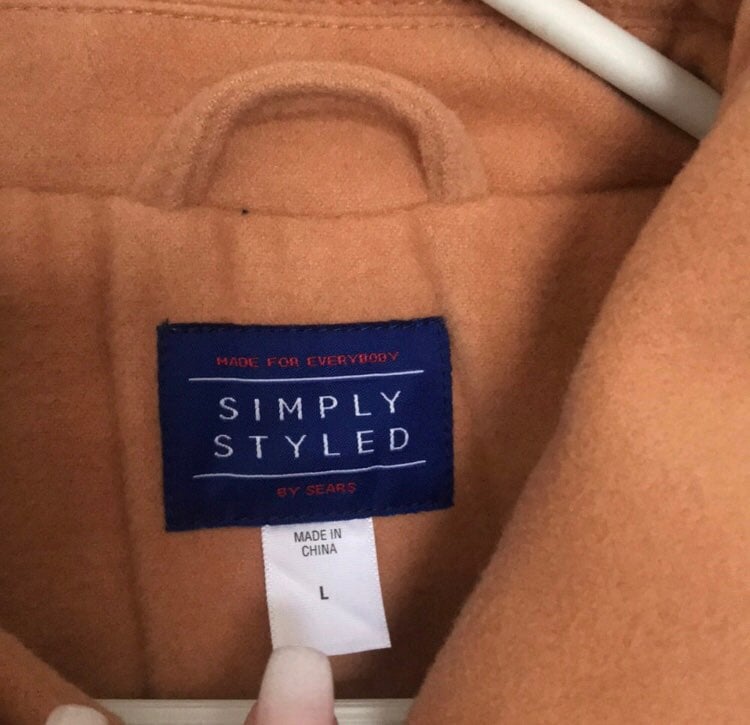 MADE FOR EVERYBODY
SIMPLY
STYLED
BY SEARS
MADE IN
CHINA
L